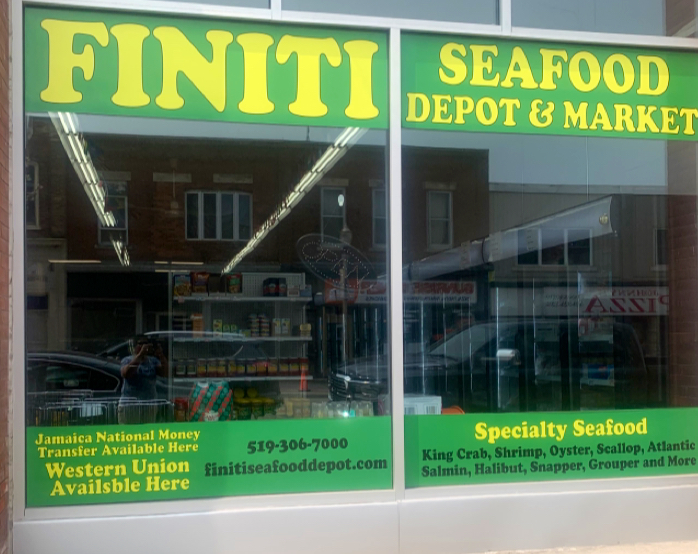 FINITI
SEAFOOD
DEPOT & MARKET
Jamaica National Money
Transfer Available Here
Western Union
Availsble Here
519-306-7000
finitiseafooddepot.com
Specialty Seafood
King Crab, Shrimp, Oyster, Scallop, Atlantic
Salmin, Halibut, Snapper, Grouper and More
PIZZA